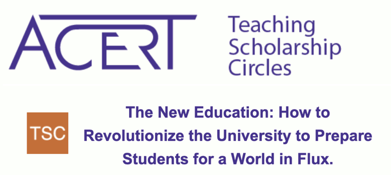 ACERT
Teaching
Scholarship
Circles
TSC
The New Education: How to
Revolutionize the University to Prepare
Students for a World in Flux.